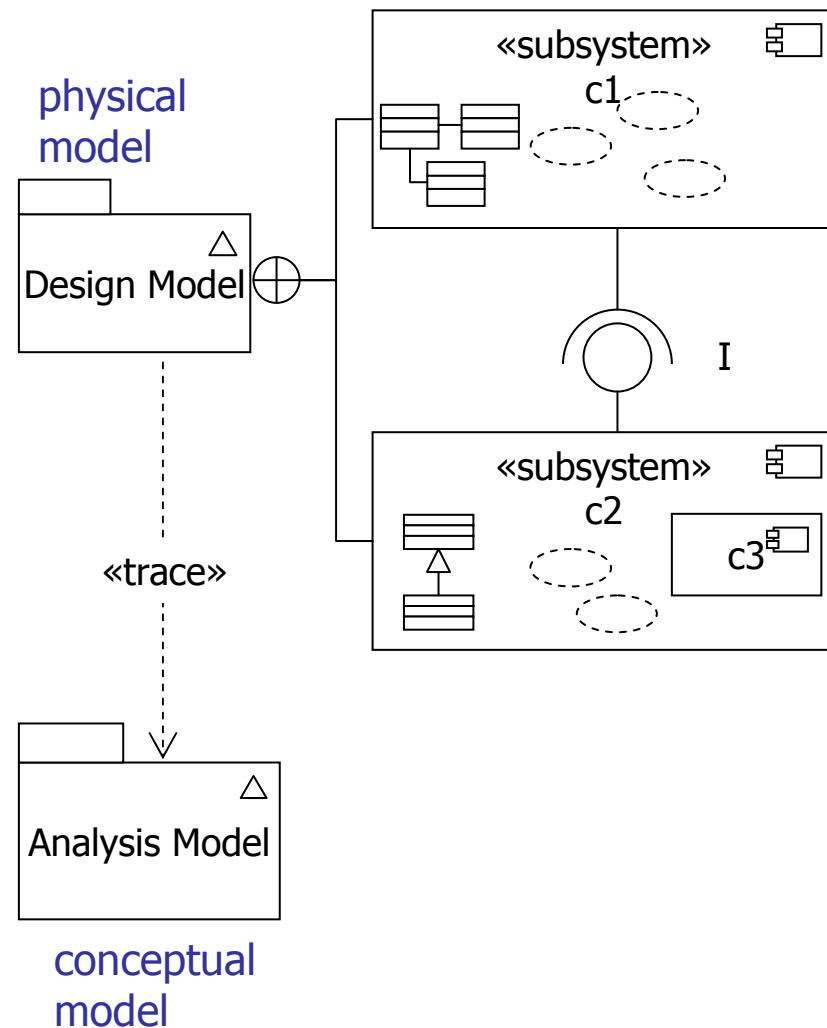 «subsystem»
c1
physical
model
Design Model
I
«subsystem»
c2
c3
«trace»
Analysis Model
conceptual
model